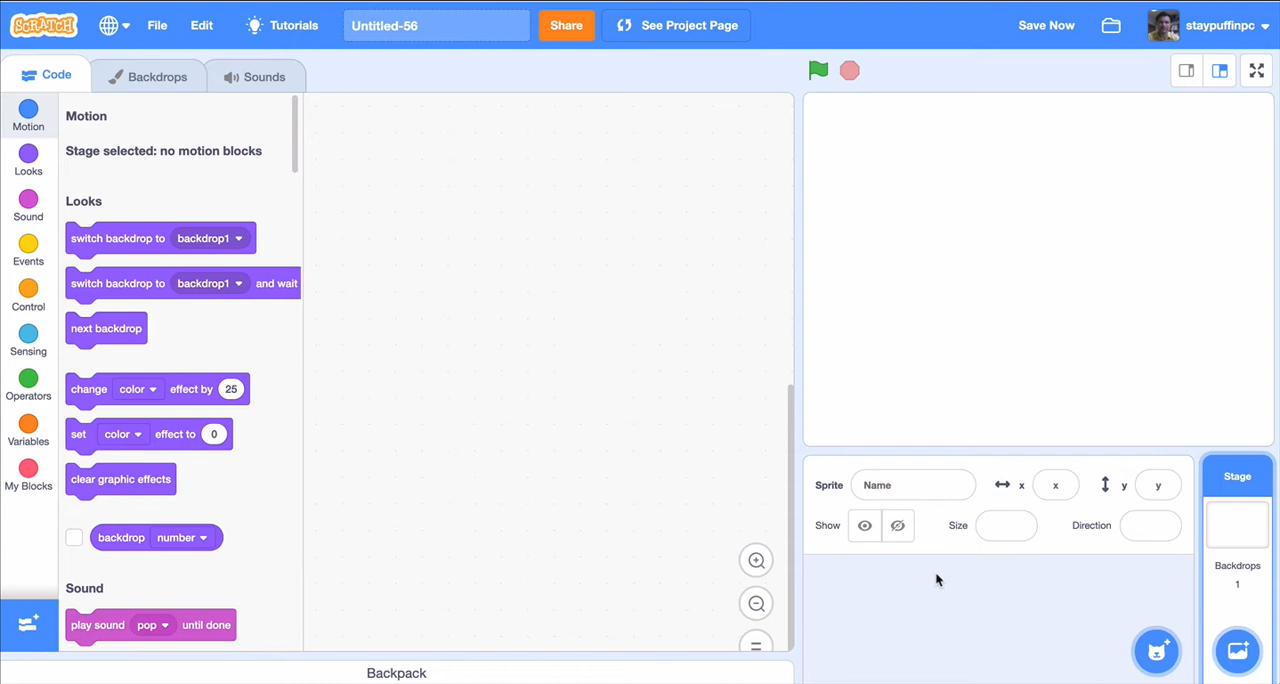 SCRATCH File Edit Tutorials Untitled-56 Share See Project Page Save Now staypuffinpc
Code Backdrops Sounds
Motion
Looks
Sound
Events
Control
Sensing
Operators
Variables
My Blocks
Motion
Stage selected: no motion blocks
Looks
switch backdrop to backdrop1
switch backdrop to backdrop1 and wait
next backdrop
change color effect by 25
set color effect to 0
clear graphic effects
backdrop number
Sound
play sound pop until done
Backpack
Sprite Name x x y y
Show Size Direction
Stage
Backdrops
1